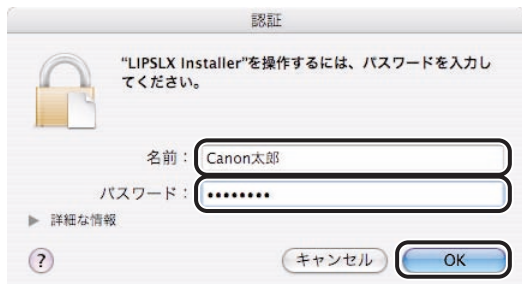 認証
"LIPSLX Installer"を操作するには、パスワードを入力し
てください。
名前：Canon太郎
パスワード：••••••••
▶ 詳細な情報
? キャンセル OK